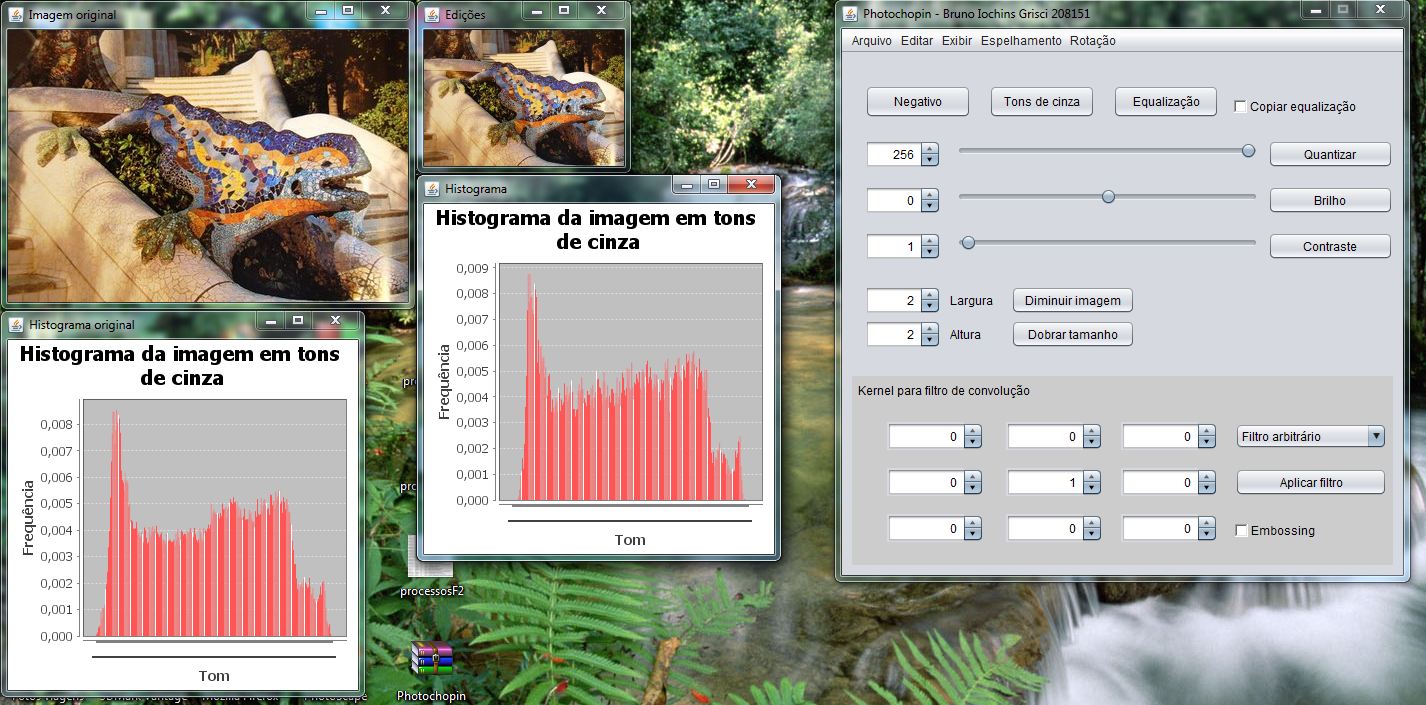 Imagem original
Edições
Histograma
Histograma da imagem em tons
de cinza
0,009
0,008
0,007
0,006
0,005
0,004
0,003
0,002
0,001
0,000
Frequência
Tom
Histograma original
Histograma da imagem em tons
de cinza
0,008
0,007
0,006
0,005
0,004
0,003
0,002
0,001
0,000
Frequência
Tom
processosF2
Photochopin
Photochopin - Bruno Iochins Grisci 208151
Arquivo Editar Exibir Espelhamento Rotação
Negativo Tons de cinza Equalização Copiar equalização
256 Quantizar
0 Brilho
1 Contraste
2 Largura Diminuir imagem
2 Altura Dobrar tamanho
Kernel para filtro de convolução
0 0 0 Filtro arbitrário
0 1 0 Aplicar filtro
0 0 0 Embossing